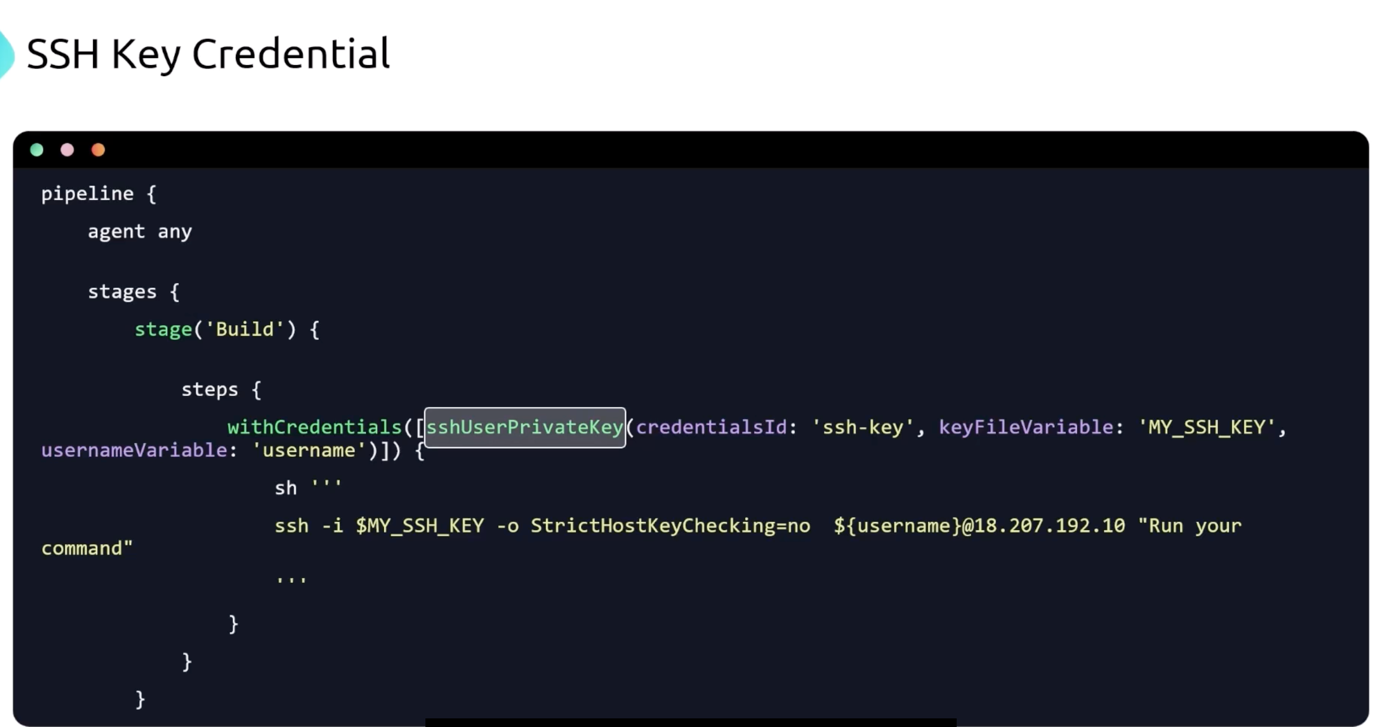 SSH Key Credential
pipeline {
agent any
stages {
stage('Build') {
steps {
withCredentials([sshUserPrivateKey(credentialsId: 'ssh-key', keyFileVariable: 'MY_SSH_KEY',
usernameVariable: 'username')]) {
sh '''
ssh -i $MY_SSH_KEY -o StrictHostKeyChecking=no  ${username}@18.207.192.10 "Run your
command"
'''
}
}
}